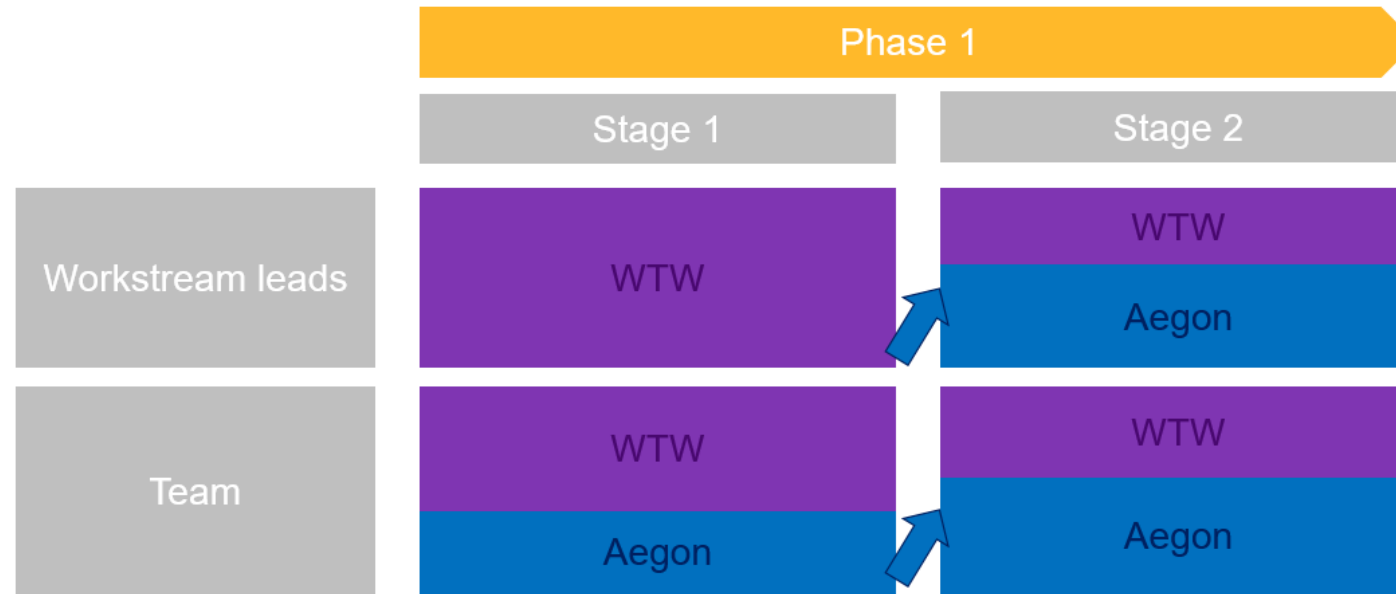 Phase 1
Stage 1
Stage 2
Workstream leads
WTW
WTW
Aegon
Team
WTW
Aegon
WTW
Aegon